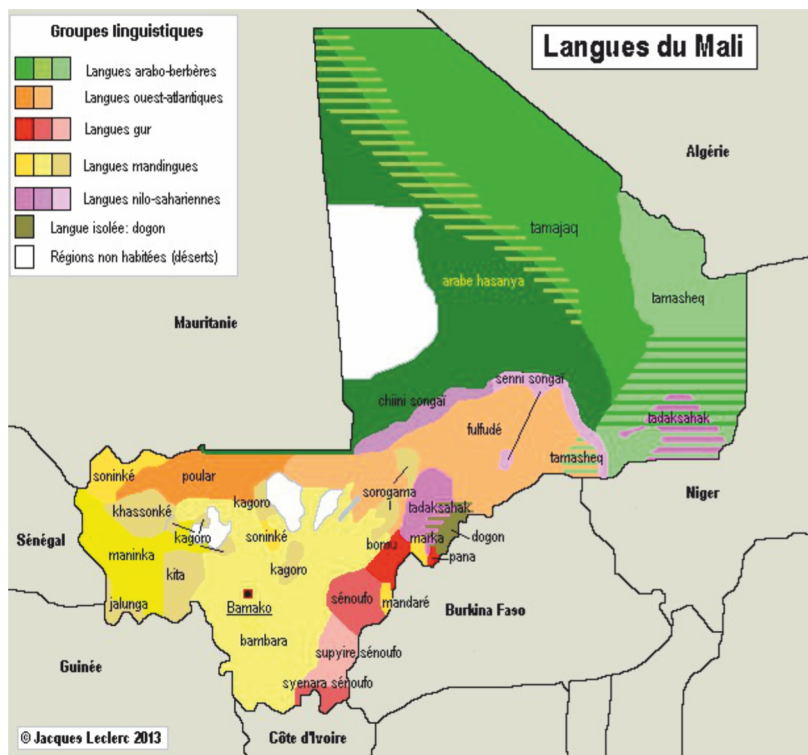 Groupes linguistiques
Langues arabo-berbères
Langues ouest-atlantiques
Langues gur
Langues mandingues
Langues nilo-sahariennes
Langue isolée: dogon
Régions non habitées (déserts)
Langues du Mali
Algérie
tamajaq
arabe hasanya
tamasheq
Mauritanie
senni songaï
chiini songaï
tadaksahak
fulfudé
tamasheq
soninké
poular
Niger
sorogama
kagoro
tadaksahak
khassonké
Sénégal
kagoro
soninké
bomu
marka
dogon
maninka
pana
kita
kagoro
sénoufo
mandaré
jalunga
Bamako
Burkina Faso
bambara
supyire sénoufo
Guinée
syenara sénoufo
© Jacques Leclerc 2013
Côte d'Ivoire